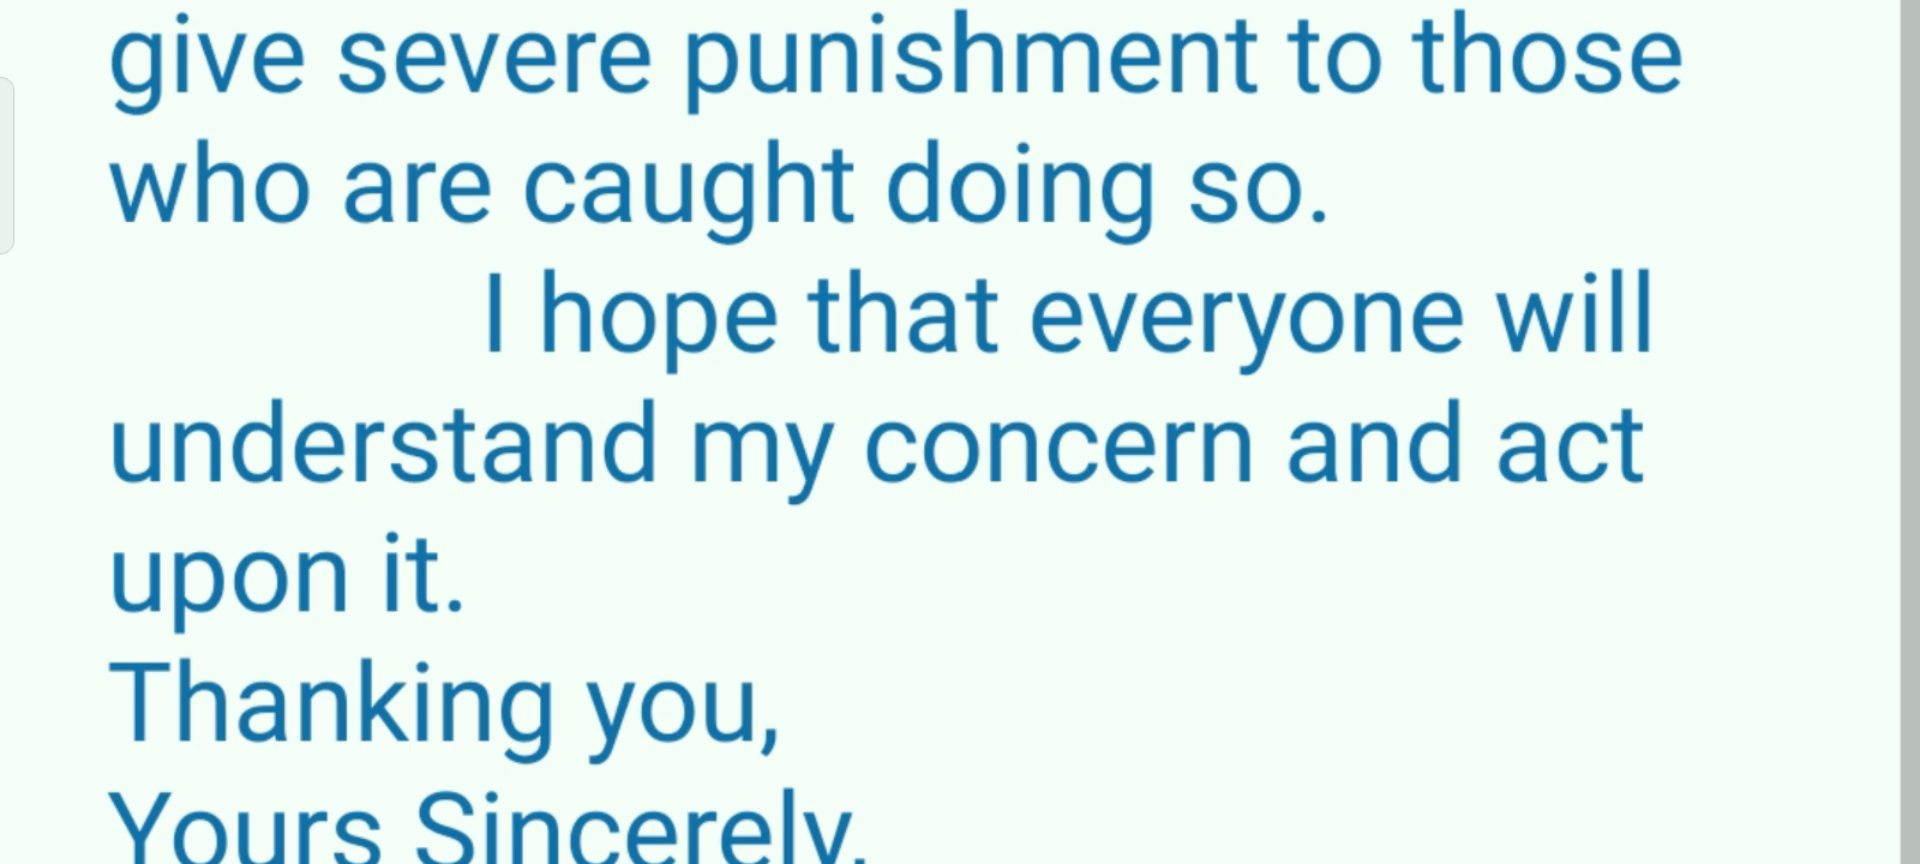 give severe punishment to those
who are caught doing so.
I hope that everyone will
understand my concern and act
upon it.
Thanking you,
Yours Sincerely,